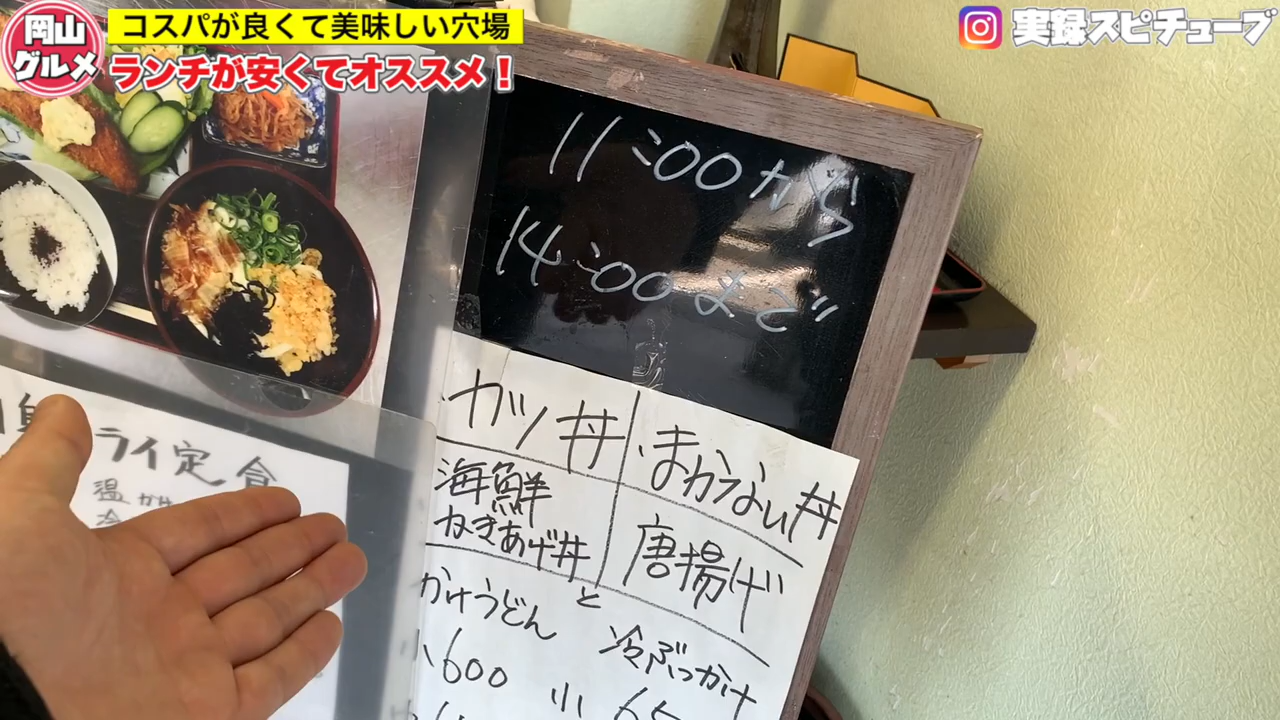 岡山
グルメ
コスパが良くて美味しい穴場
ランチが安くてオススメ！
実録スピチューブ
11:00から
14:00まで
カツ丼
まかない丼
海鮮
かきあげ丼
唐揚げ
ライ定食
温
冷
と
かけうどん
冷ぶっかけ
小600
小